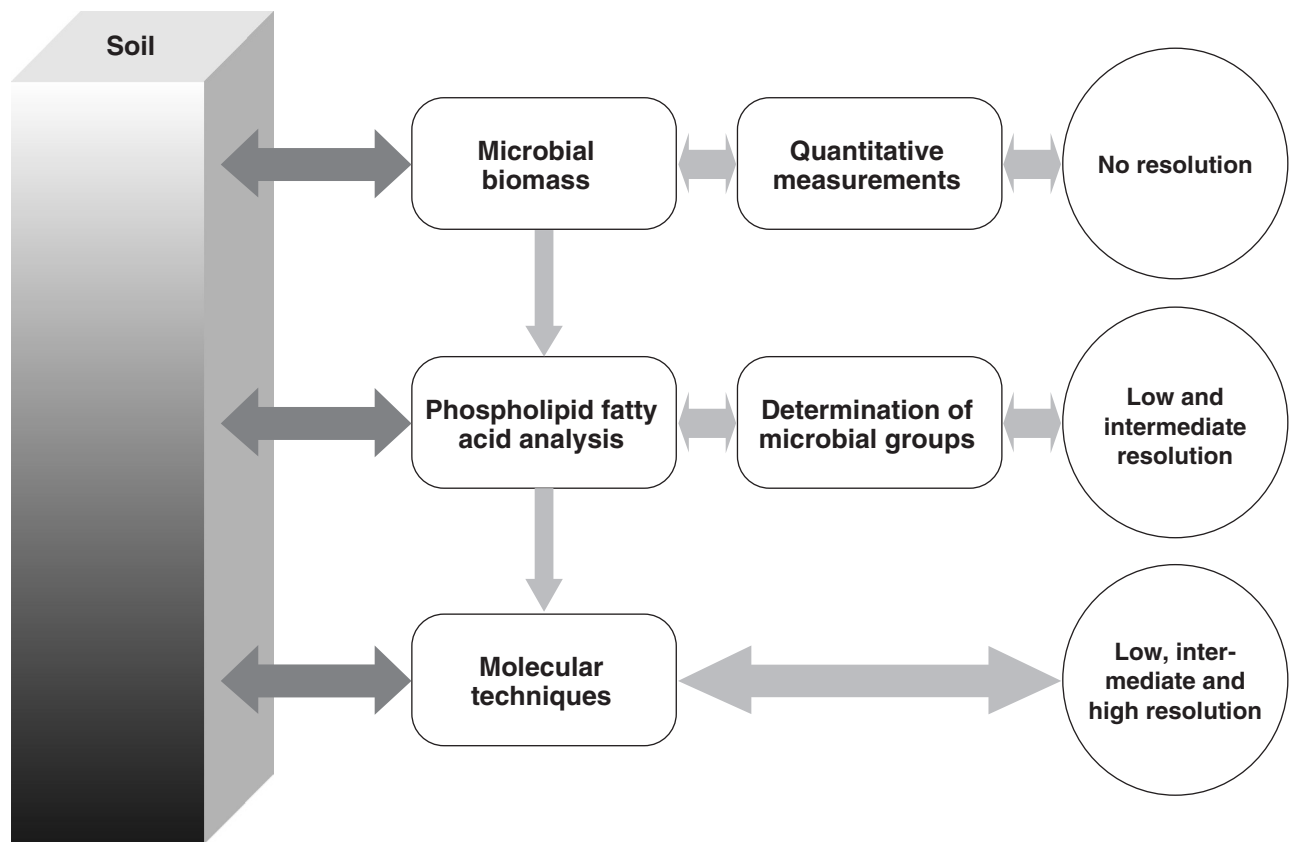 Soil
Microbial
biomass
Quantitative
measurements
No resolution
Phospholipid fatty
acid analysis
Determination of
microbial groups
Low and
intermediate
resolution
Molecular
techniques
Low, inter-
mediate and
high resolution